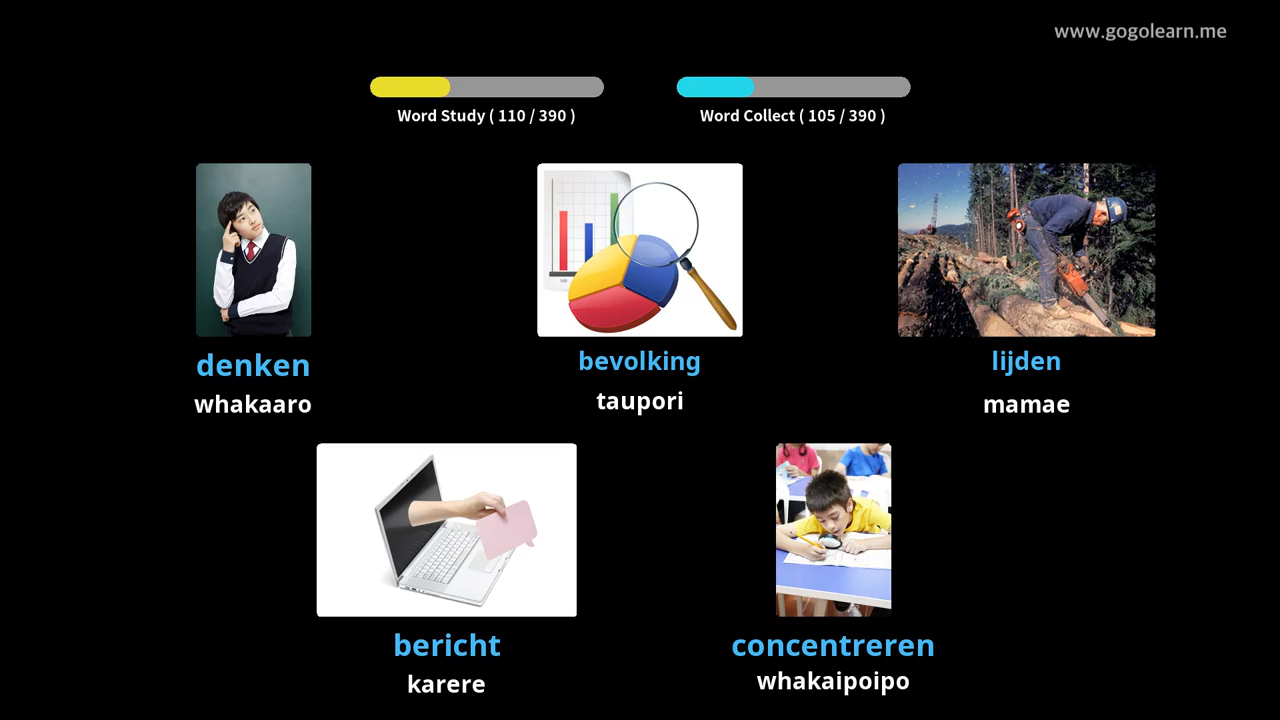 www.gogolearn.me
Word Study ( 110 / 390 )
Word Collect ( 105 / 390 )
denken
whakaaro
bevolking
taupori
lijden
mamae
bericht
karere
concentreren
whakaipoipo